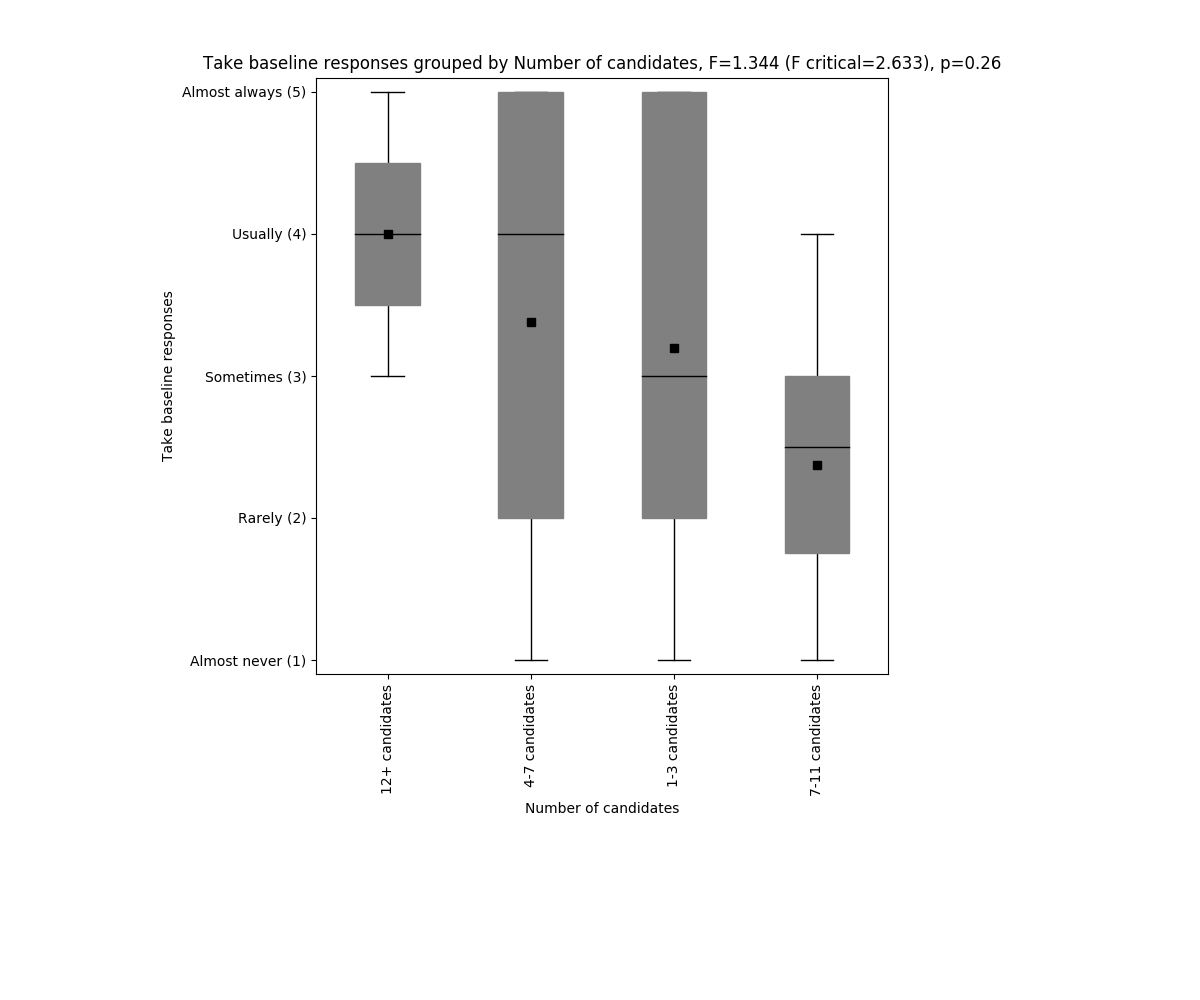 Take baseline responses grouped by Number of candidates, F=1.344 (F critical=2.633), p=0.26
Almost always (5)
Usually (4)
Sometimes (3)
Rarely (2)
Almost never (1)
Take baseline responses
12+ candidates
4-7 candidates
1-3 candidates
7-11 candidates
Number of candidates